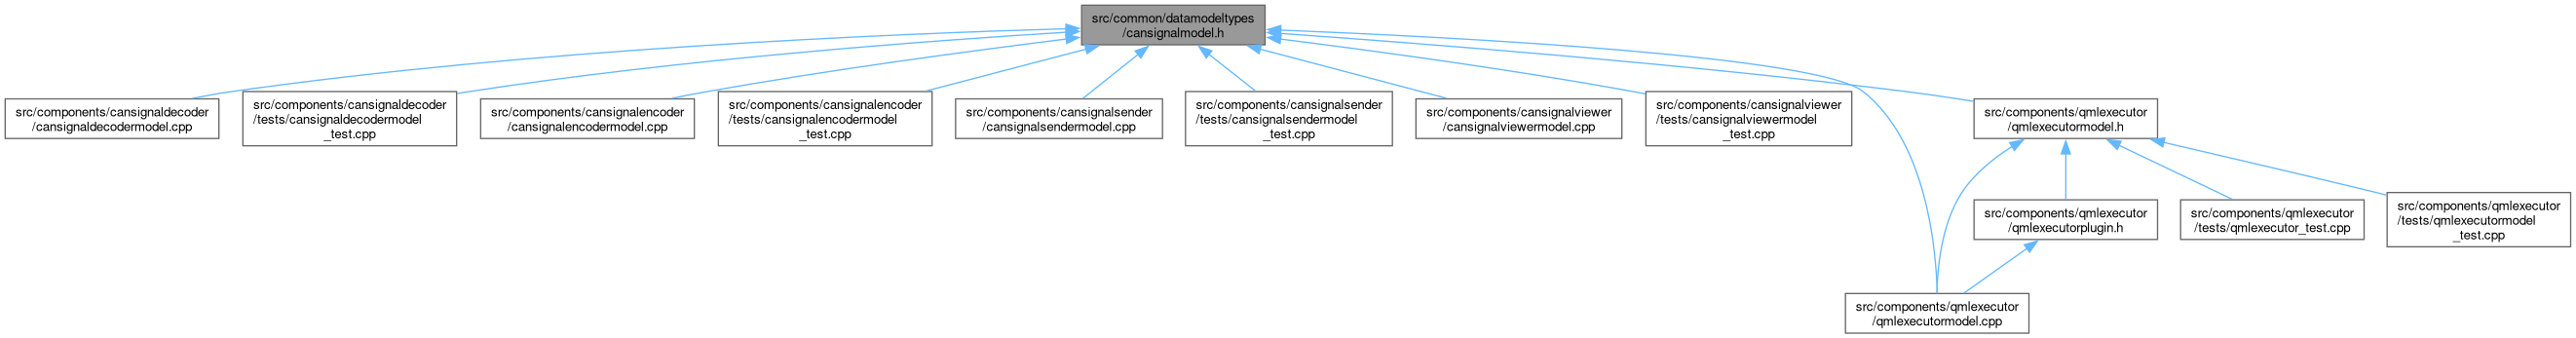 src/common/datamodeltypes
/cansignalmodel.h
src/components/cansignaldecoder
/cansignaldecodermodel.cpp
src/components/cansignaldecoder
/tests/cansignaldecodermodel
_test.cpp
src/components/cansignalencoder
/cansignalencodermodel.cpp
src/components/cansignalencoder
/tests/cansignalencodermodel
_test.cpp
src/components/cansignalsender
/cansignalsendermodel.cpp
src/components/cansignalsender
/tests/cansignalsendermodel
_test.cpp
src/components/cansignalviewer
/cansignalviewermodel.cpp
src/components/cansignalviewer
/tests/cansignalviewermodel
_test.cpp
src/components/qmlexecutor
/qmlexecutormodel.h
src/components/qmlexecutor
/qmlexecutorplugin.h
src/components/qmlexecutor
/tests/qmlexecutor_test.cpp
src/components/qmlexecutor
/tests/qmlexecutormodel
_test.cpp
src/components/qmlexecutor
/qmlexecutormodel.cpp